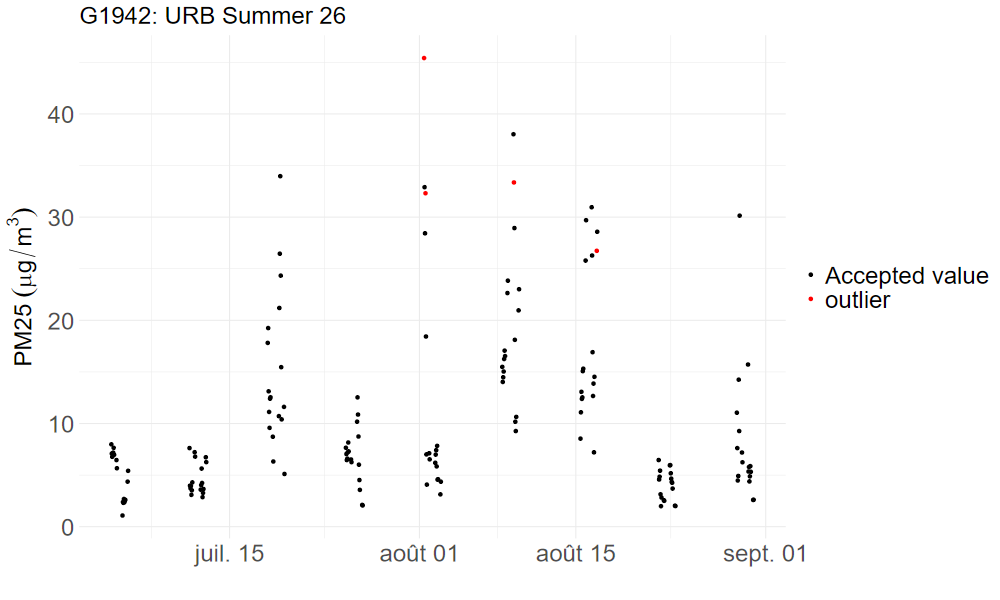 G1942: URB Summer 26
PM25 (μg/m³)
40
30
20
10
0
juil. 15
août 01
août 15
sept. 01
Accepted value
outlier